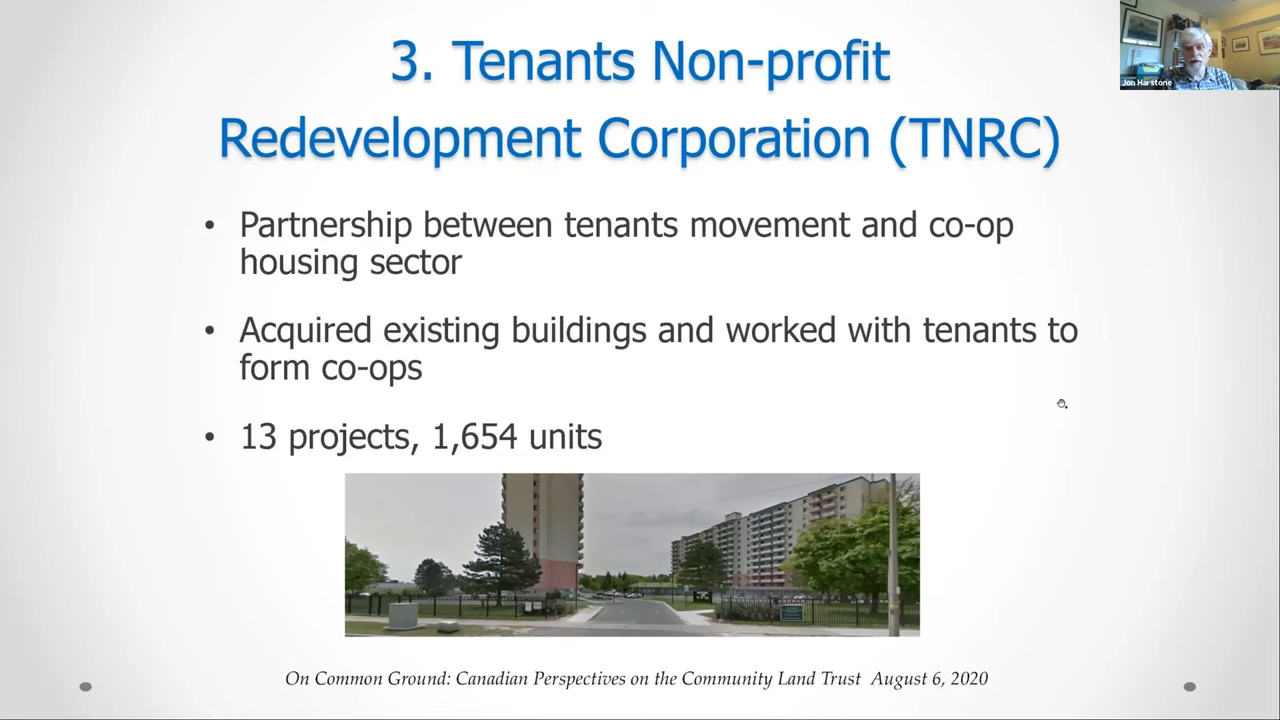 3. Tenants Non-profit
Redevelopment Corporation (TNRC)
Jon Harstone
• Partnership between tenants movement and co-op
housing sector
• Acquired existing buildings and worked with tenants to
form co-ops
• 13 projects, 1,654 units
On Common Ground: Canadian Perspectives on the Community Land Trust August 6, 2020